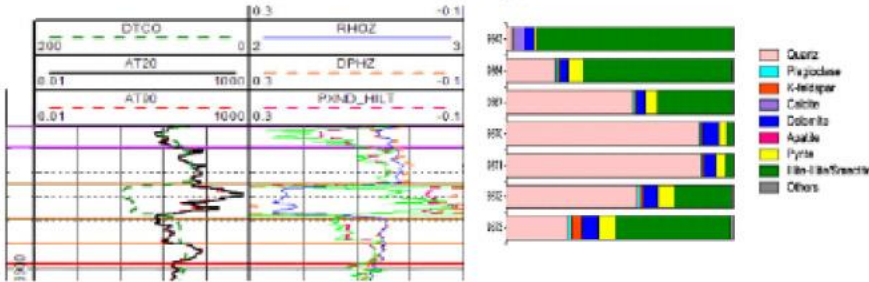 0.3 -0.1
DTCO RHOZ
200 0 2 3
AT20 DPHZ
0.01 1000 0.3 -0.1
AT90 PXND_HILT
0.01 1000 0.3 -0.1
Quartz
Plagioclase
K-feldspar
Calcite
Dolomite
Apatite
Pyrite
Illite-Illite/Smectite
Others